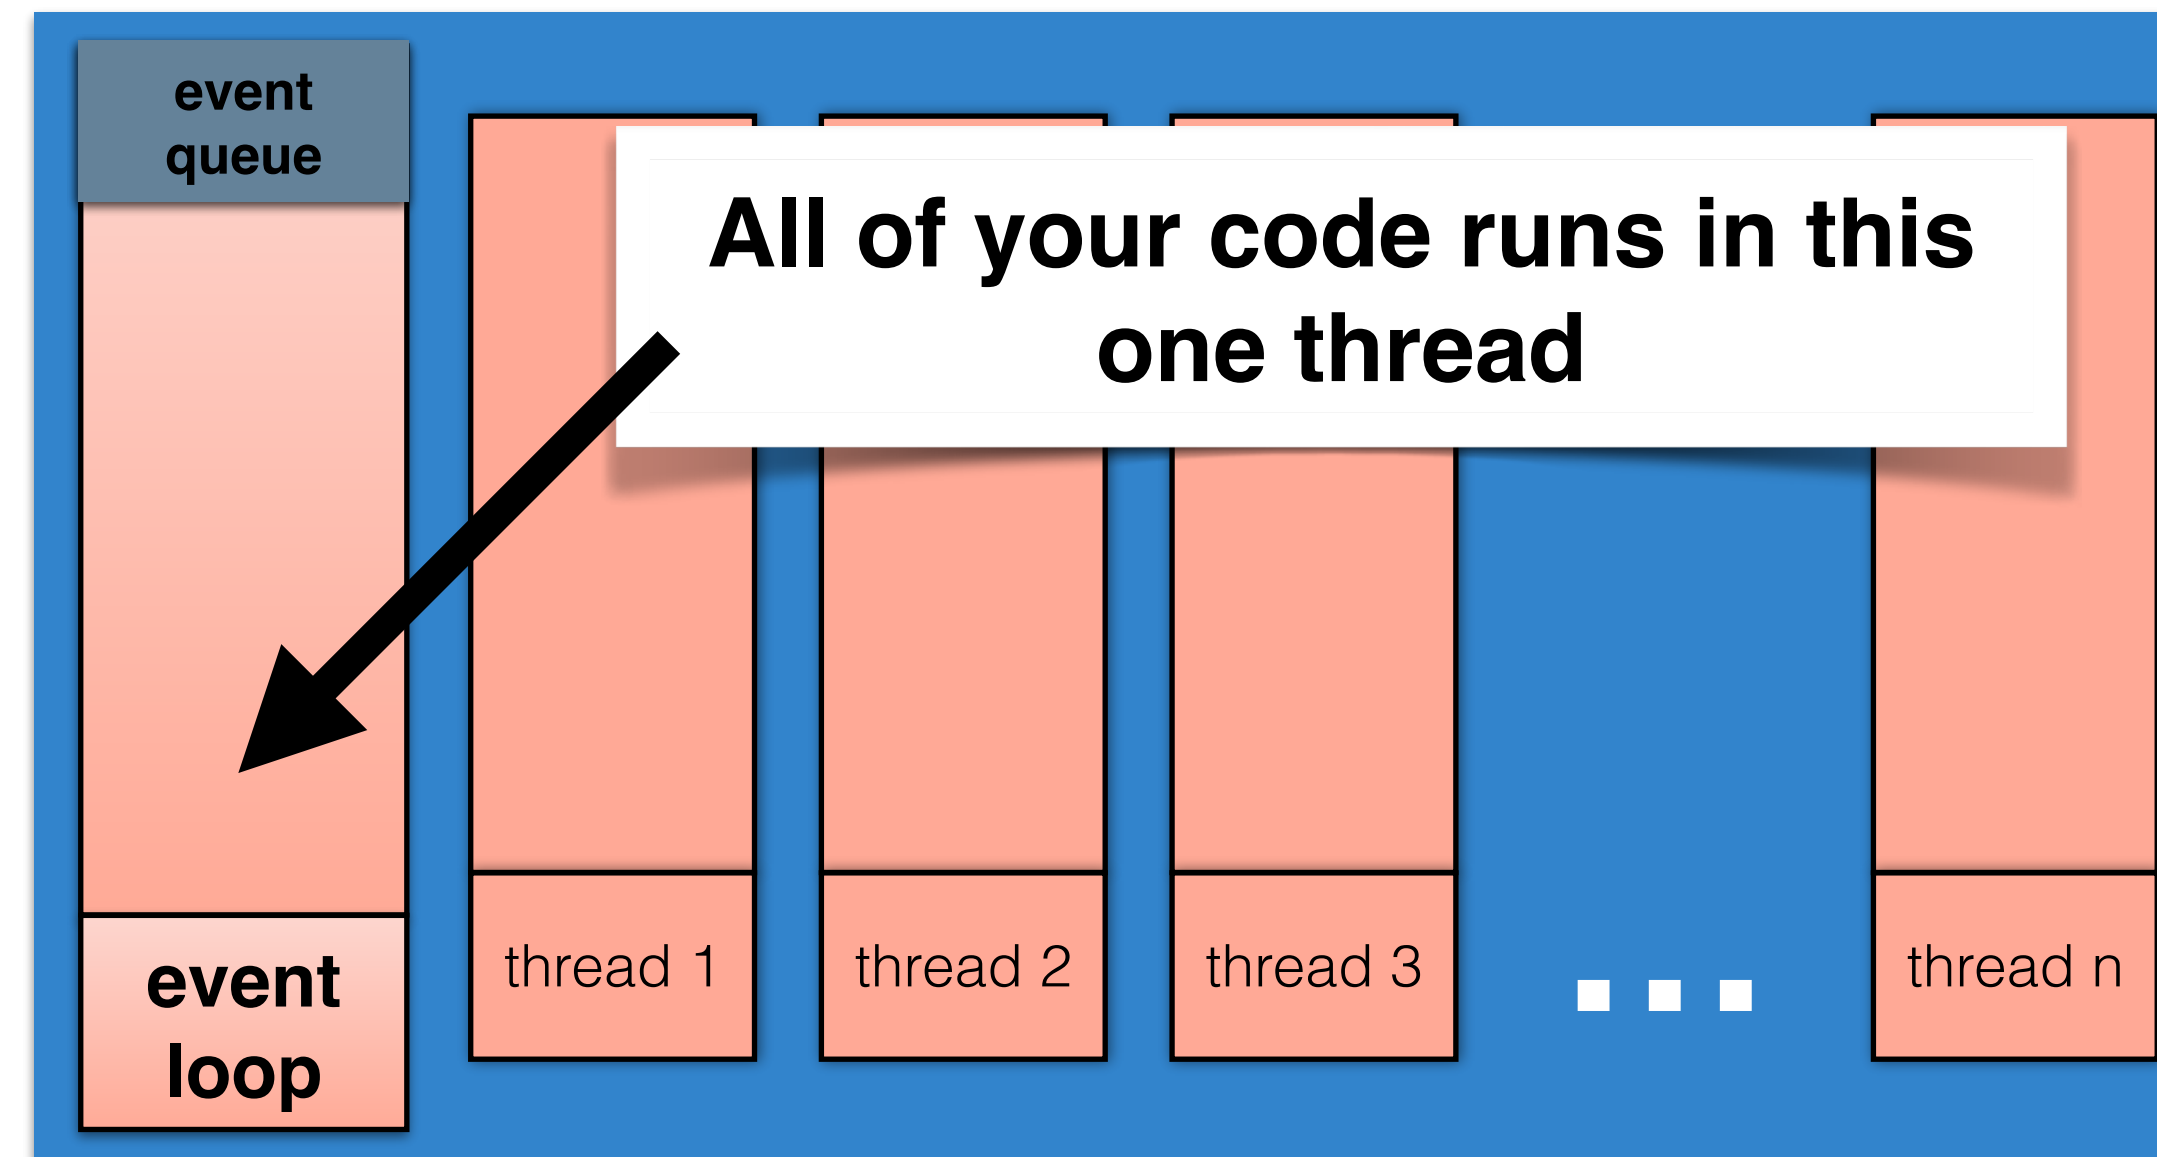 event
queue
All of your code runs in this
one thread
event
loop
thread 1
thread 2
thread 3
...
thread n